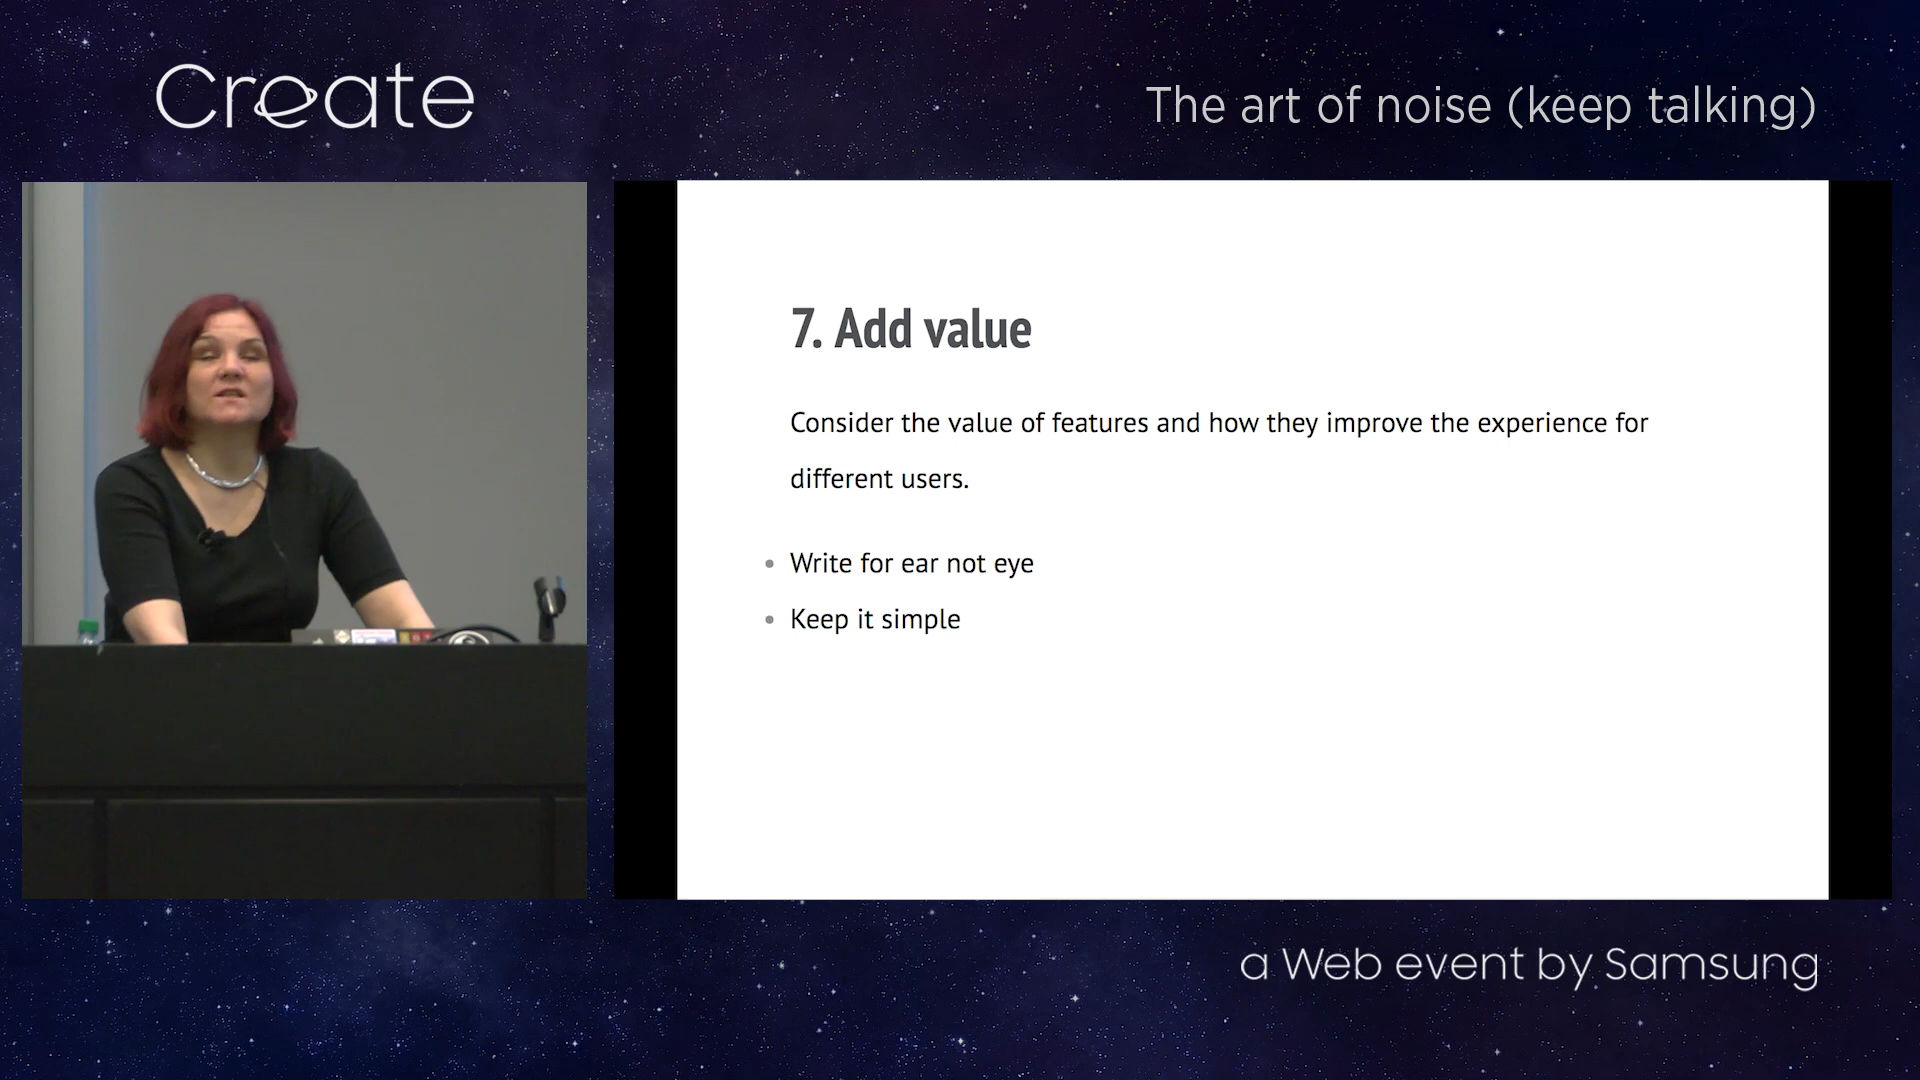 Create
The art of noise (keep talking)
7. Add value
Consider the value of features and how they improve the experience for
different users.
• Write for ear not eye
• Keep it simple
a Web event by Samsung